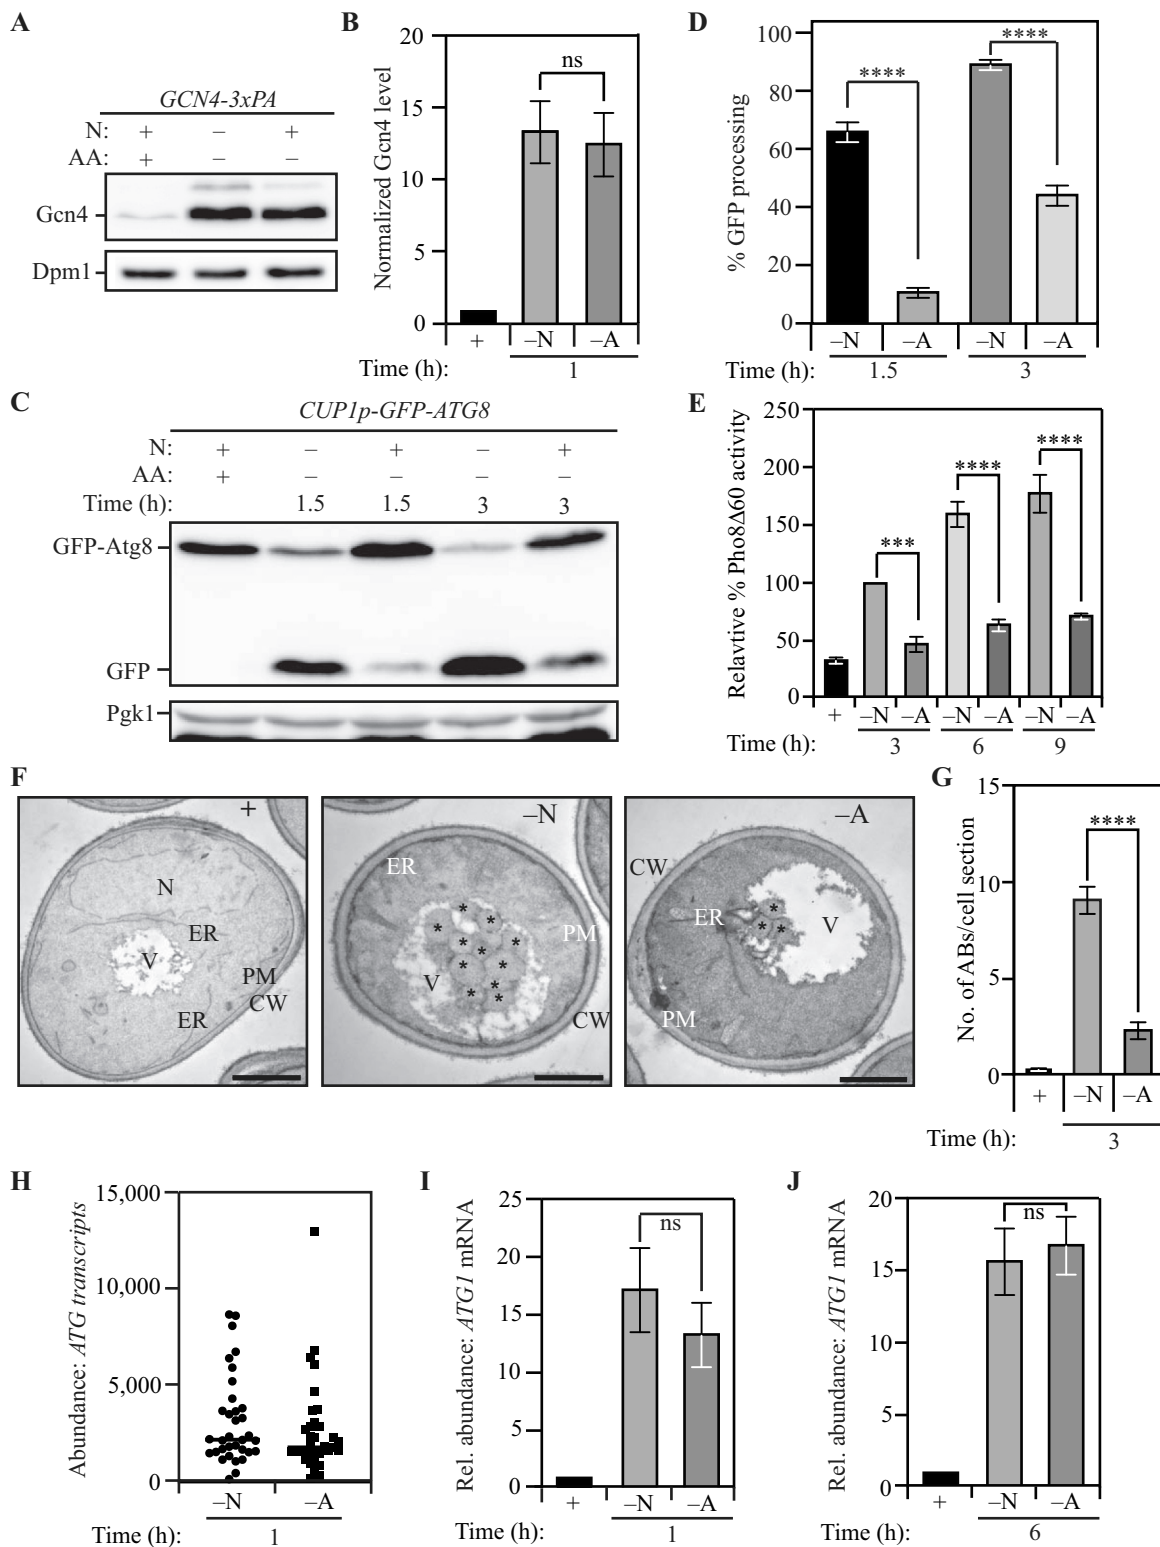 A
GCN4-3xPA
N: + – +
AA: + – –
Gcn4
Dpm1
B
Normalized Gcn4 level
20
15
10
5
0
ns
+ –N –A
Time (h): 1
C
CUP1p-GFP-ATG8
N: + – + – +
AA: + – – – –
Time (h): 1.5 1.5 3 3
GFP-Atg8
GFP
Pgk1
D
% GFP processing
100
80
60
40
20
0
**** ****
–N –A –N –A
Time (h): 1.5 3
E
Relavtive % Pho8Δ60 activity
250
200
150
100
50
0
*** **** ****
+ –N –A –N –A –N –A
Time (h): 3 6 9
F
+
N
ER
V
PM
CW
ER
–N
ER
PM
V
CW
* * * * * * * * * *
–A
CW
ER
V
PM
* * *
G
No. of ABs/cell section
15
10
5
0
****
+ –N –A
Time (h): 3
H
Abundance: ATG transcripts
15,000
10,000
5,000
0
–N –A
Time (h): 1
I
Rel. abundance: ATG1 mRNA
25
20
15
10
5
0
ns
+ –N –A
Time (h): 1
J
Rel. abundance: ATG1 mRNA
20
15
10
5
0
ns
+ –N –A
Time (h): 6